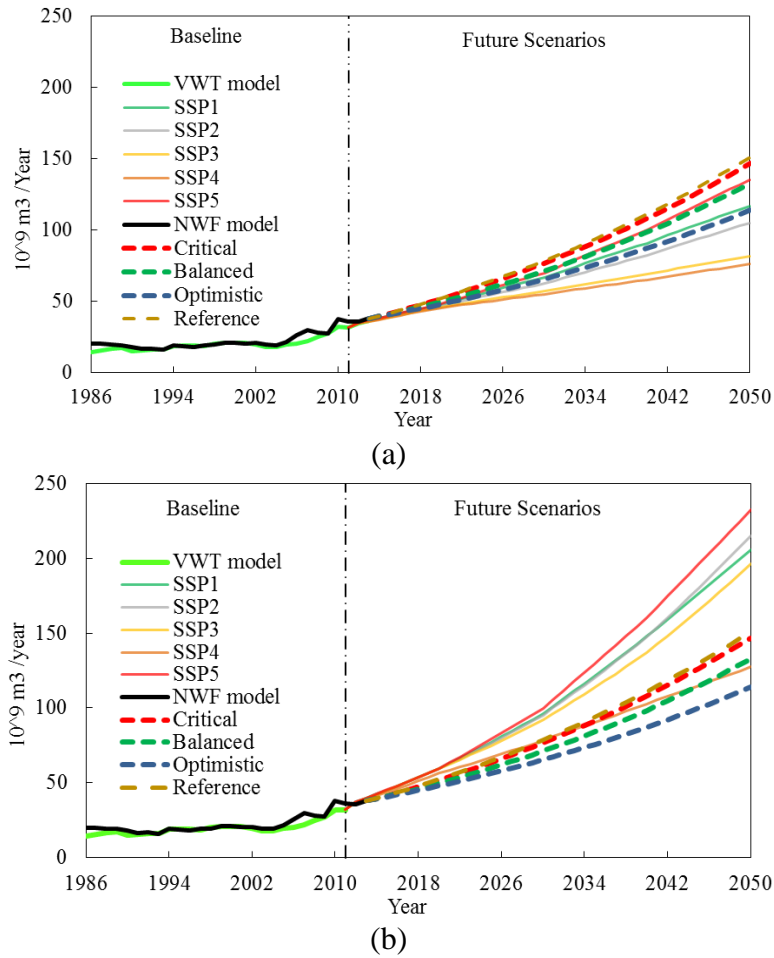 250
Baseline
Future Scenarios
200
VWT model
SSP1
SSP2
150
SSP3
SSP4
SSP5
100
NWF model
Critical
Balanced
50
Optimistic
Reference
0
10^9 m3 /Year
1986 1994 2002 2010 2018 2026 2034 2042 2050
Year
(a)
250
Baseline
Future Scenarios
200
VWT model
SSP1
SSP2
150
SSP3
SSP4
SSP5
100
NWF model
Critical
Balanced
50
Optimistic
Reference
0
10^9 m3 /year
1986 1994 2002 2010 2018 2026 2034 2042 2050
Year
(b)